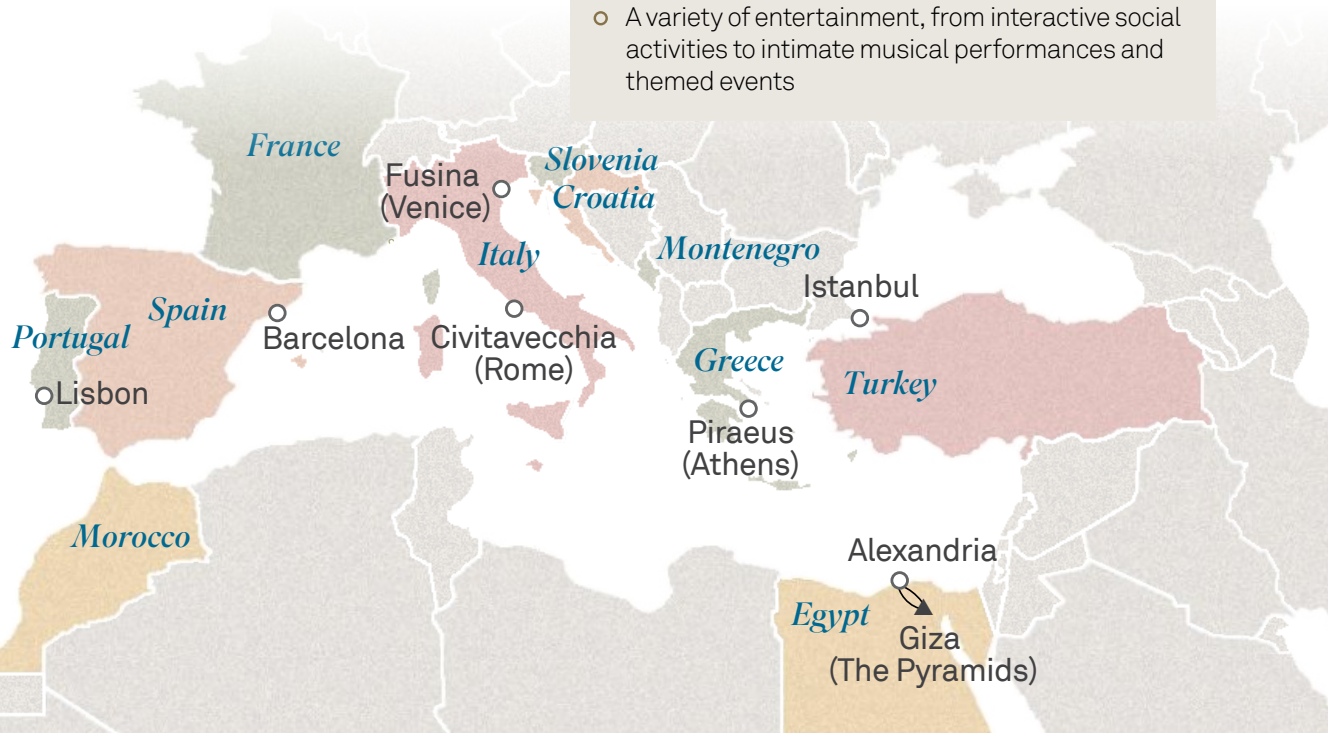 A variety of entertainment, from interactive social
activities to intimate musical performances and
themed events
France
Slovenia
Fusina
(Venice)
Croatia
Italy
Montenegro
Istanbul
Spain
Portugal
Barcelona
Civitavecchia
(Rome)
Greece
Turkey
Lisbon
Piraeus
(Athens)
Morocco
Alexandria
Egypt
Giza
(The Pyramids)